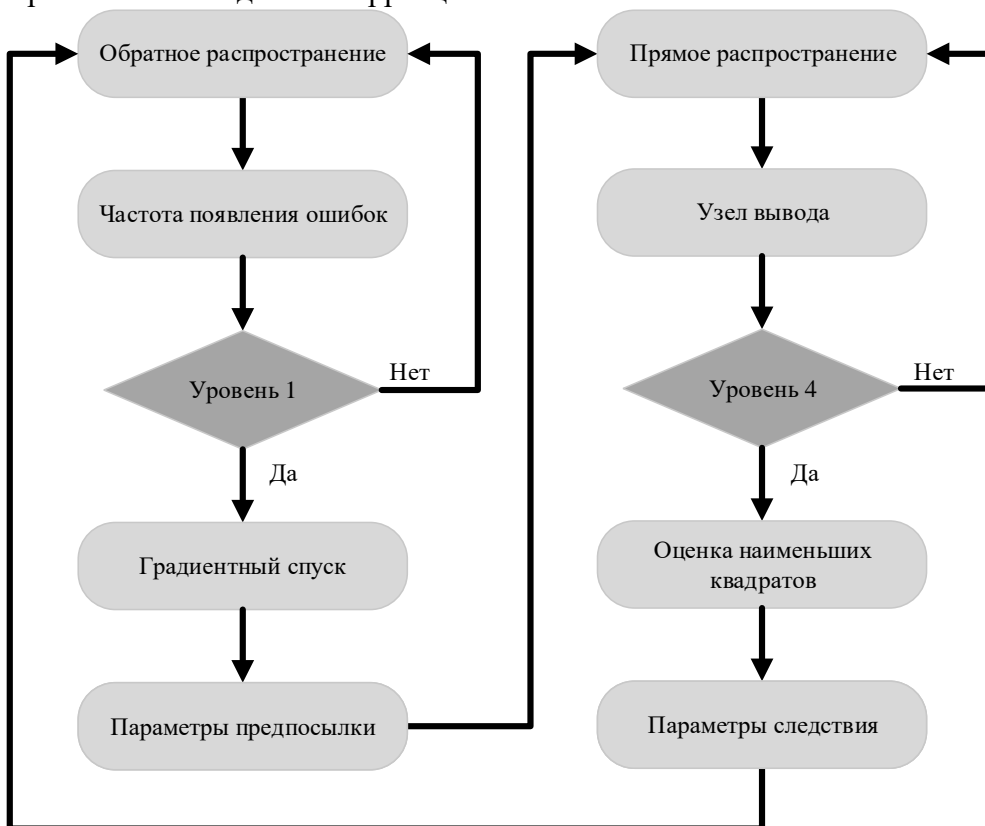 Обратное распространение
Частота появления ошибок
Уровень 1
Нет
Да
Градиентный спуск
Параметры предпосылки
Прямое распространение
Узел вывода
Уровень 4
Нет
Да
Оценка наименьших
квадратов
Параметры следствия